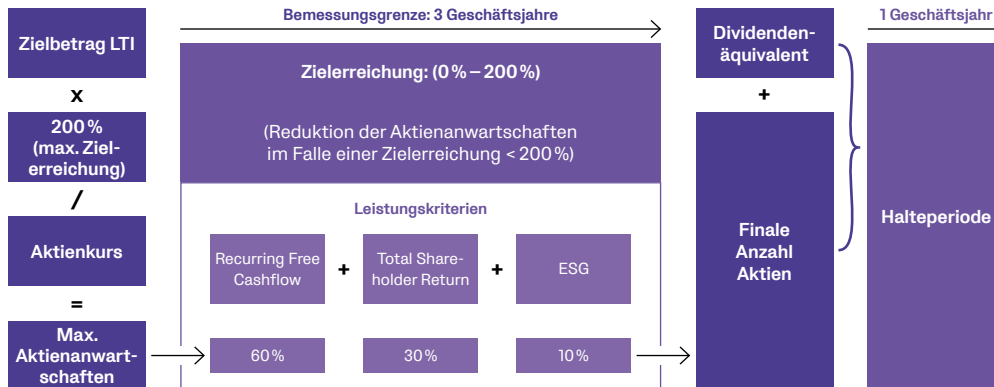 Zielbetrag LTI
x
200 %
(max. Ziel-
erreichung)
/
Aktienkurs
=
Max.
Aktienanwart-
schaften
Bemessungsgrenze: 3 Geschäftsjahre
Zielerreichung: (0 % – 200 %)
(Reduktion der Aktienanwartschaften
im Falle einer Zielerreichung < 200 %)
Leistungskriterien
Recurring Free
Cashflow
+
Total Share-
holder Return
+
ESG
60 %
30 %
10 %
Dividenden-
äquivalent
+
Finale
Anzahl
Aktien
1 Geschäftsjahr
Halteperiode